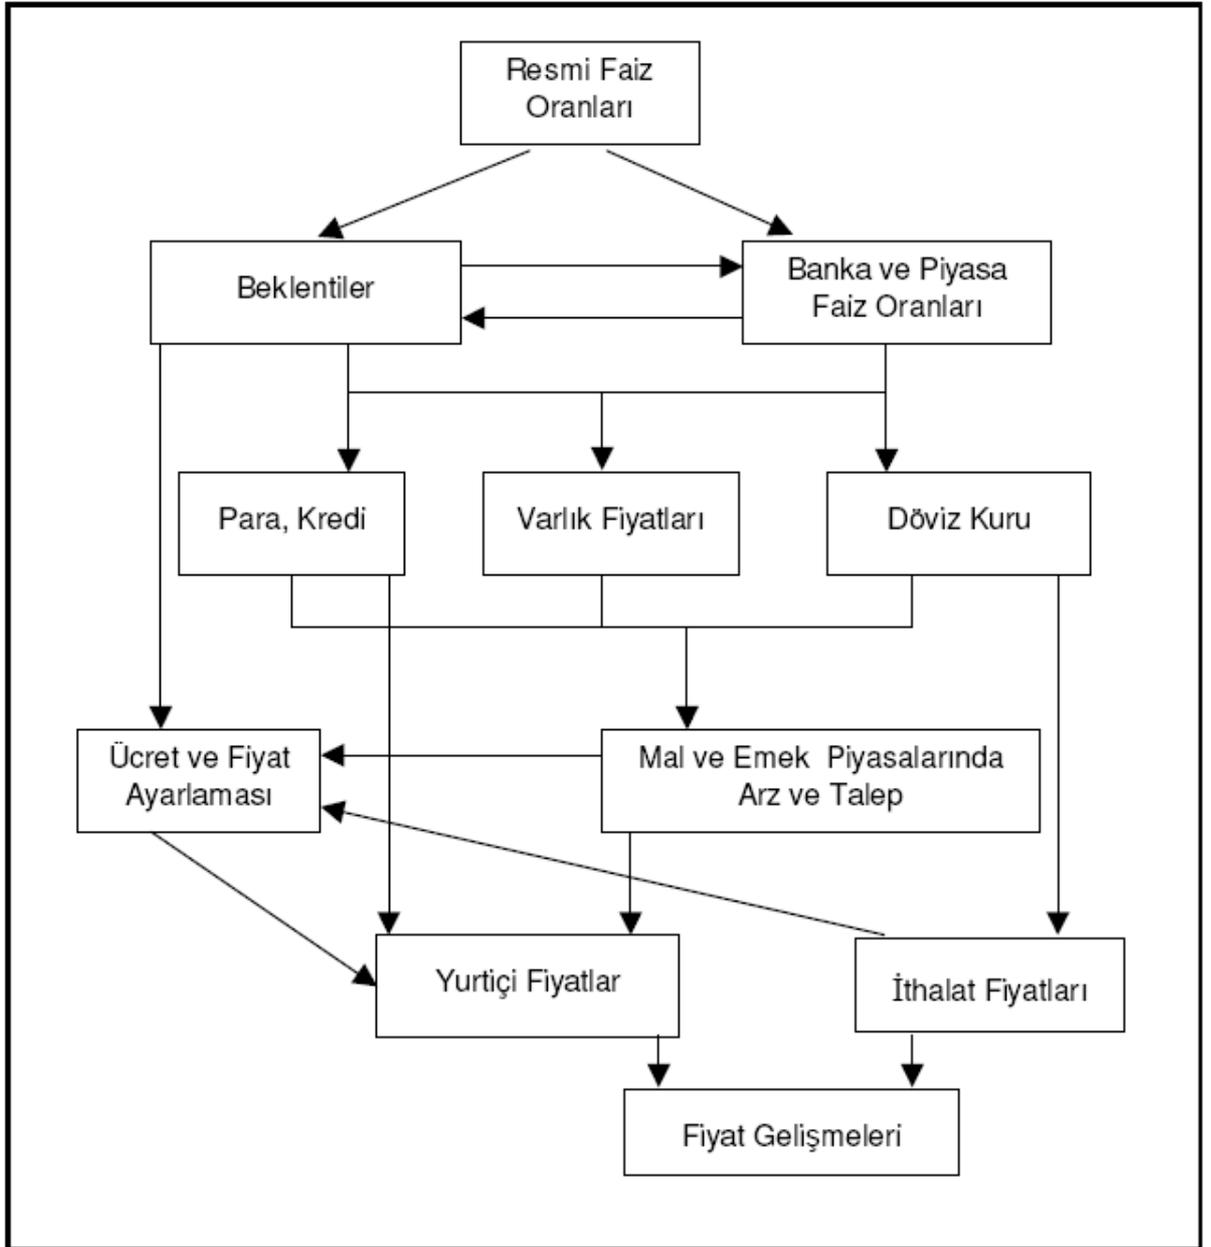 Resmi Faiz
Oranları
Beklentiler
Banka ve Piyasa
Faiz Oranları
Para, Kredi
Varlık Fiyatları
Döviz Kuru
Ücret ve Fiyat
Ayarlaması
Mal ve Emek Piyasalarında
Arz ve Talep
Yurtiçi Fiyatlar
İthalat Fiyatları
Fiyat Gelişmeleri